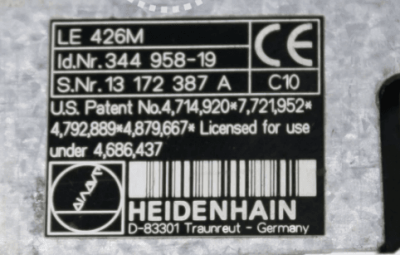 LE 426M
Id.Nr. 344 958-19
S.Nr. 13 172 387 A
C10
U.S. Patent No.4,714,920*7,721,952*
4,792,889*4,879,667* Licensed for use
under 4,686,437
HEIDENHAIN
D-83301 Traunreut - Germany
CE